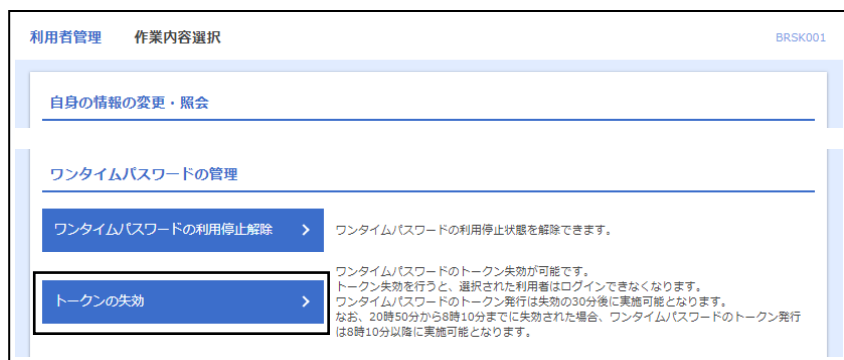 利用者管理 作業内容選択 BRSK001
自身の情報の変更・照会
ワンタイムパスワードの管理
ワンタイムパスワードの利用停止解除 ワンタイムパスワードの利用停止状態を解除できます。
ワンタイムパスワードのトークン失効が可能です。
トークン失効を行うと、選択された利用者はログインできなくなります。
トークンの失効 ワンタイムパスワードのトークン発行は失効の30分後に実施可能となります。
なお、20時50分から8時10分までに失効された場合、ワンタイムパスワードのトークン発行
は8時10分以降に実施可能となります。